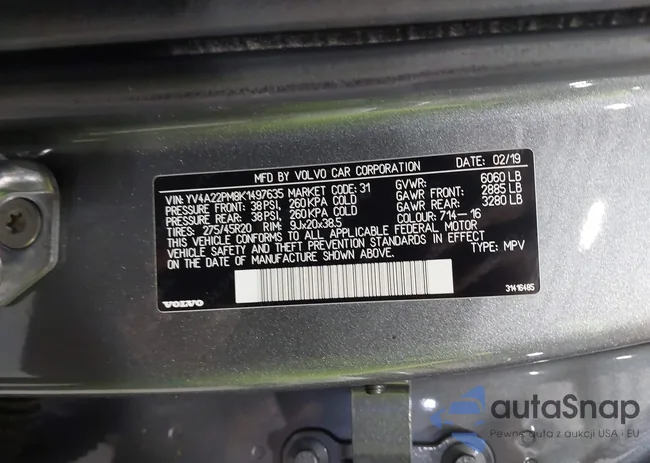 MFD BY VOLVO CAR CORPORATION DATE: 02/19
VIN: YV4A22PM8K1497635 MARKET CODE: 31 GVWR: 6060 LB
PRESSURE FRONT: 38 PSI, 260 KPA COLD GAWR FRONT: 2885 LB
PRESSURE REAR: 38 PSI, 260 KPA COLD GAWR REAR: 3280 LB
TIRES: 275/45R20 RIM: 9Jx20x38.5 COLOUR: 714-16
THIS VEHICLE CONFORMS TO ALL APPLICABLE FEDERAL MOTOR
VEHICLE SAFETY AND THEFT PREVENTION STANDARDS IN EFFECT
ON THE DATE OF MANUFACTURE SHOWN ABOVE. TYPE: MPV
VOLVO 31416485
autaSnap
Pewne auta z aukcji USA i EU